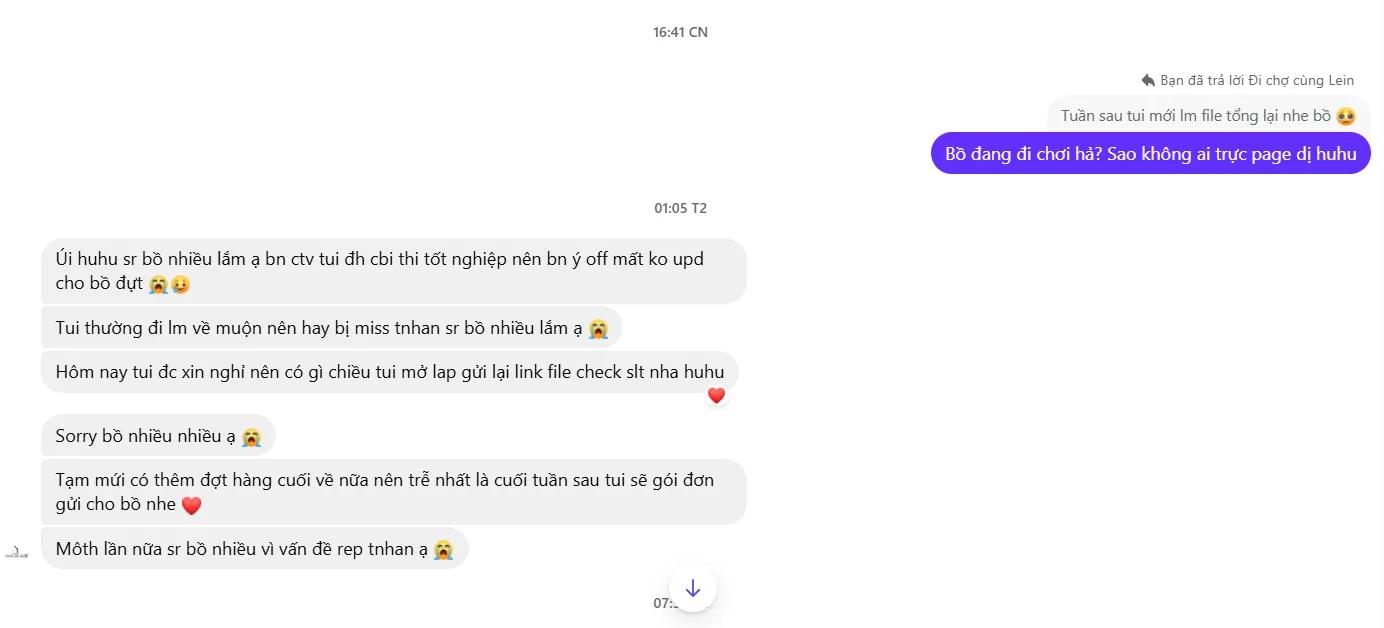 16:41 CN
Bạn đã trả lời Đi chợ cùng Lein
Tuần sau tui mới lm file tổng lại nhe bồ 🥹
Bồ đang đi chơi hả? Sao không ai trực page dị huhu
01:05 T2
Úi huhu sr bồ nhiều lắm ạ bn ctv tui đh cbi thi tốt nghiệp nên bn ý off mất ko upd
cho bồ đựt 😭🥲
Tui thường đi lm về muộn nên hay bị miss tnhan sr bồ nhiều lắm ạ 😭
Hôm nay tui đc xin nghỉ nên có gì chiều tui mở lap gửi lại link file check slt nha huhu
❤️
Sorry bồ nhiều nhiều ạ 😭
Tạm mứi có thêm đợt hàng cuối về nữa nên trễ nhất là cuối tuần sau tui sẽ gói đơn
gửi cho bồ nhe ❤️
Môth lần nữa sr bồ nhiều vì vấn đề rep tnhan ạ 😭